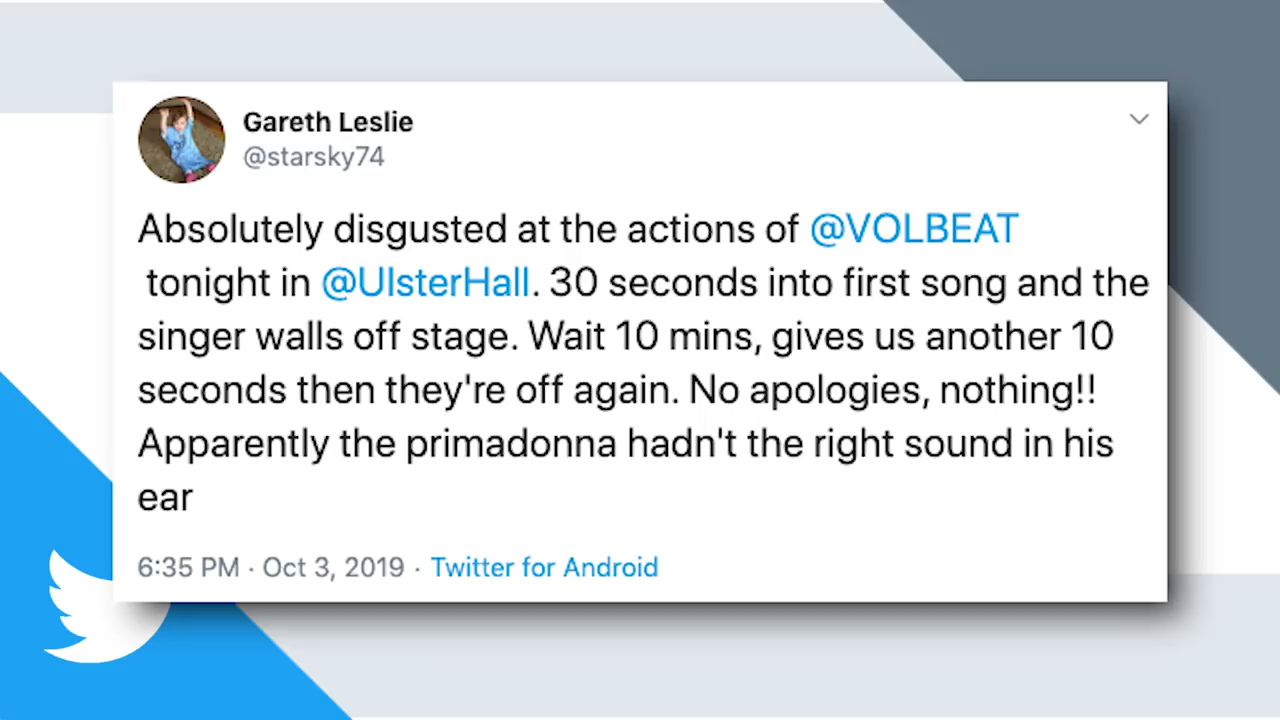 Gareth Leslie
@starsky74
Absolutely disgusted at the actions of @VOLBEAT
tonight in @UlsterHall. 30 seconds into first song and the
singer walls off stage. Wait 10 mins, gives us another 10
seconds then they're off again. No apologies, nothing!!
Apparently the primadonna hadn't the right sound in his
ear
6:35 PM · Oct 3, 2019 · Twitter for Android